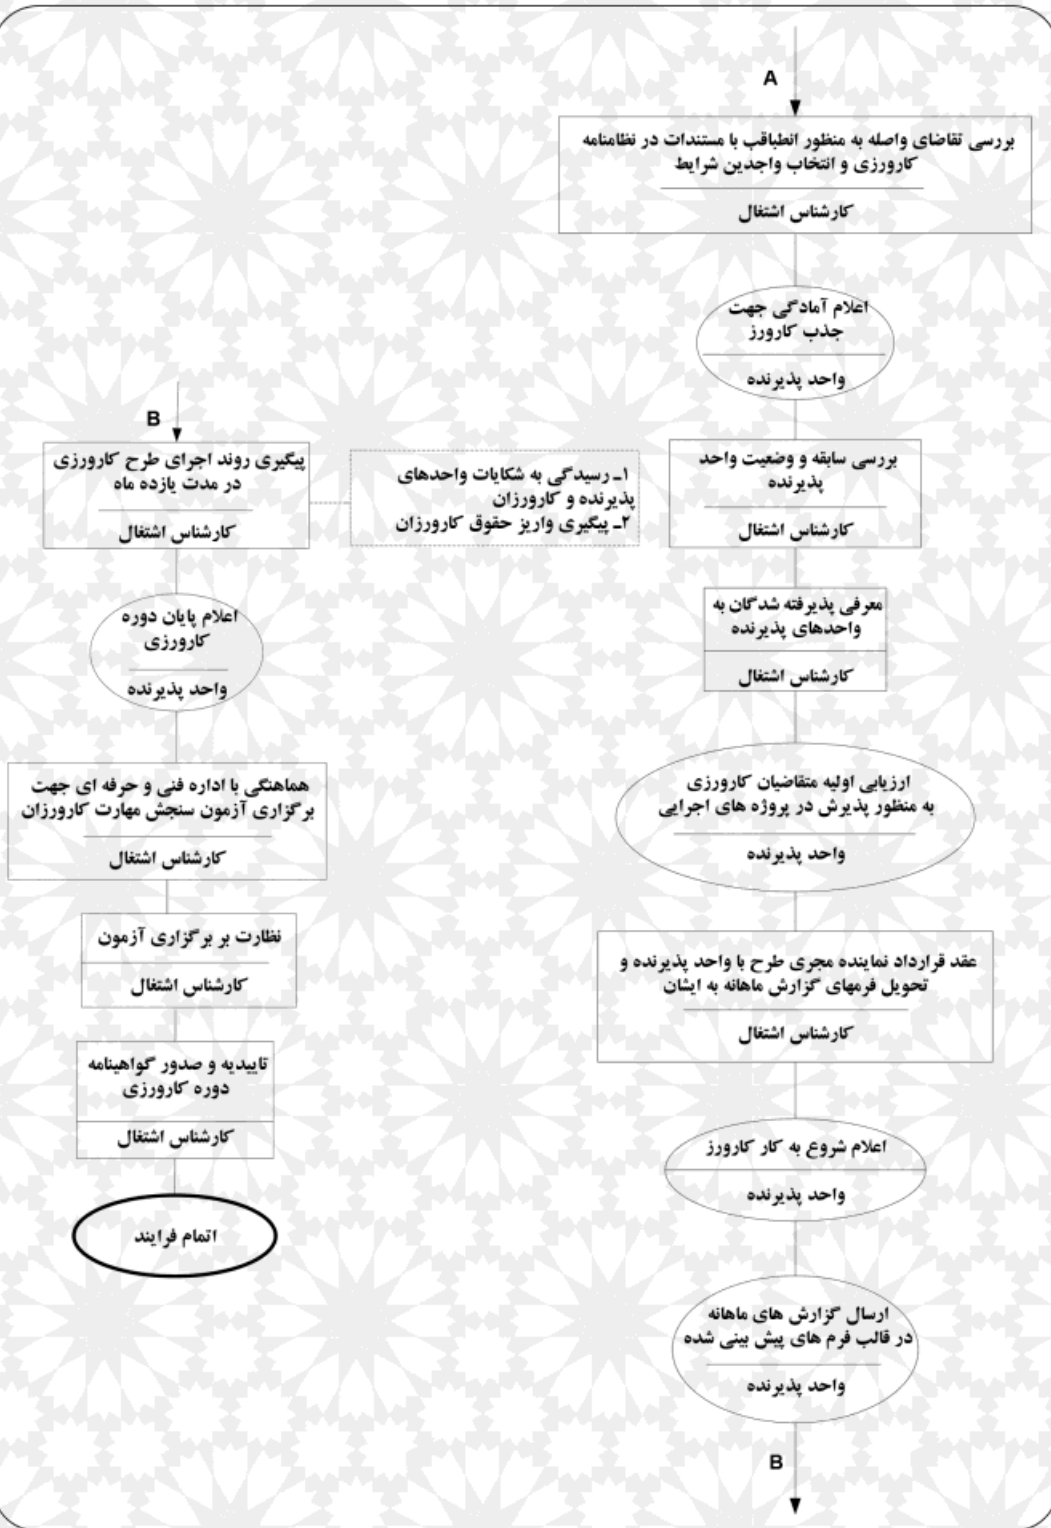 A
بررسی تقاضای واصله به منظور انطباقب با مستندات در نظامنامه
کارورزی و انتخاب واجدین شرایط
کارشناس اشتغال
اعلام آمادگی جهت
جذب کارورز
واحد پذیرنده
بررسی سابقه و وضعیت واحد
پذیرنده
کارشناس اشتغال
معرفی پذیرفته شدگان به
واحدهای پذیرنده
کارشناس اشتغال
ارزیابی اولیه متقاضیان کارورزی
به منظور پذیرش در پروژه های اجرایی
واحد پذیرنده
عقد قرارداد نماینده مجری طرح با واحد پذیرنده و
تحویل فرمهای گزارش ماهانه به ایشان
کارشناس اشتغال
اعلام شروع به کار کارورز
واحد پذیرنده
ارسال گزارش های ماهانه
در قالب فرم های پیش بینی شده
واحد پذیرنده
B
B
پیگیری روند اجرای طرح کارورزی
در مدت یازده ماه
کارشناس اشتغال
۱ـ رسیدگی به شکایات واحدهای
پذیرنده و کارورزان
۲ـ پیگیری واریز حقوق کارورزان
اعلام پایان دوره
کارورزی
واحد پذیرنده
هماهنگی با اداره فنی و حرفه ای جهت
برگزاری آزمون سنجش مهارت کارورزان
کارشناس اشتغال
نظارت بر برگزاری آزمون
کارشناس اشتغال
تاییدیه و صدور گواهینامه
دوره کارورزی
کارشناس اشتغال
اتمام فرایند